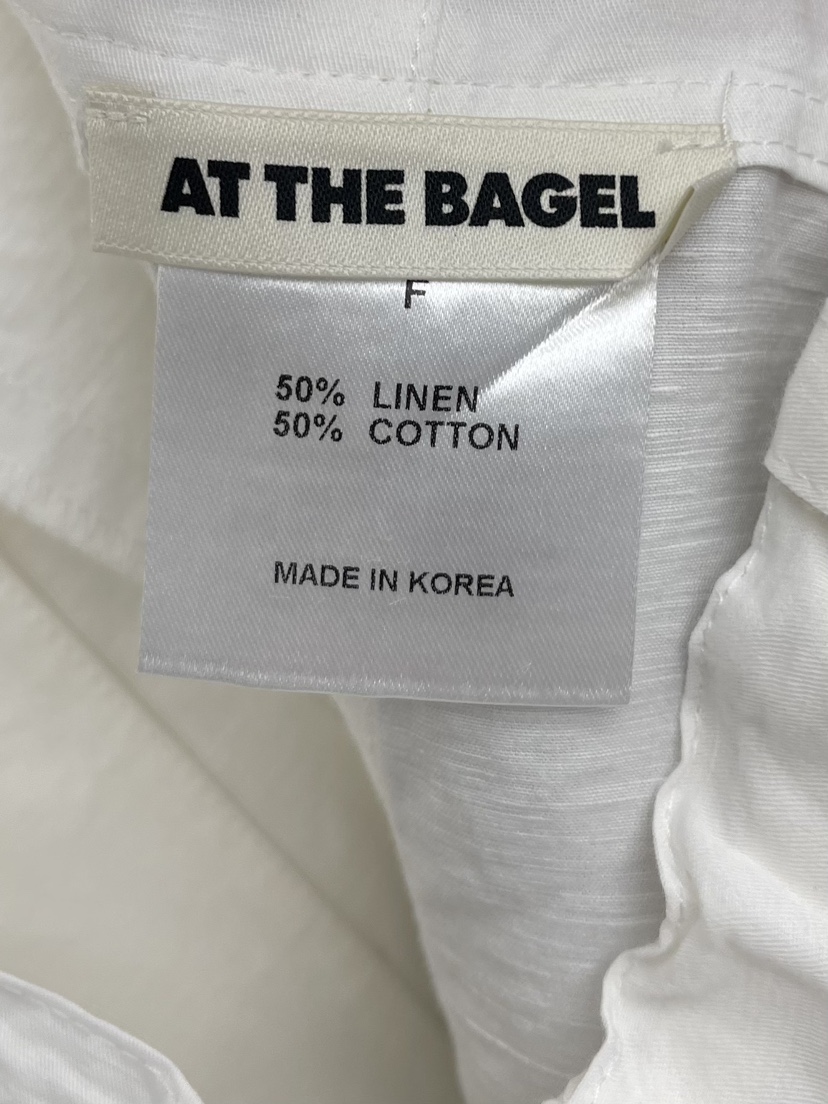 AT THE BAGEL
F
50% LINEN
50% COTTON
MADE IN KOREA